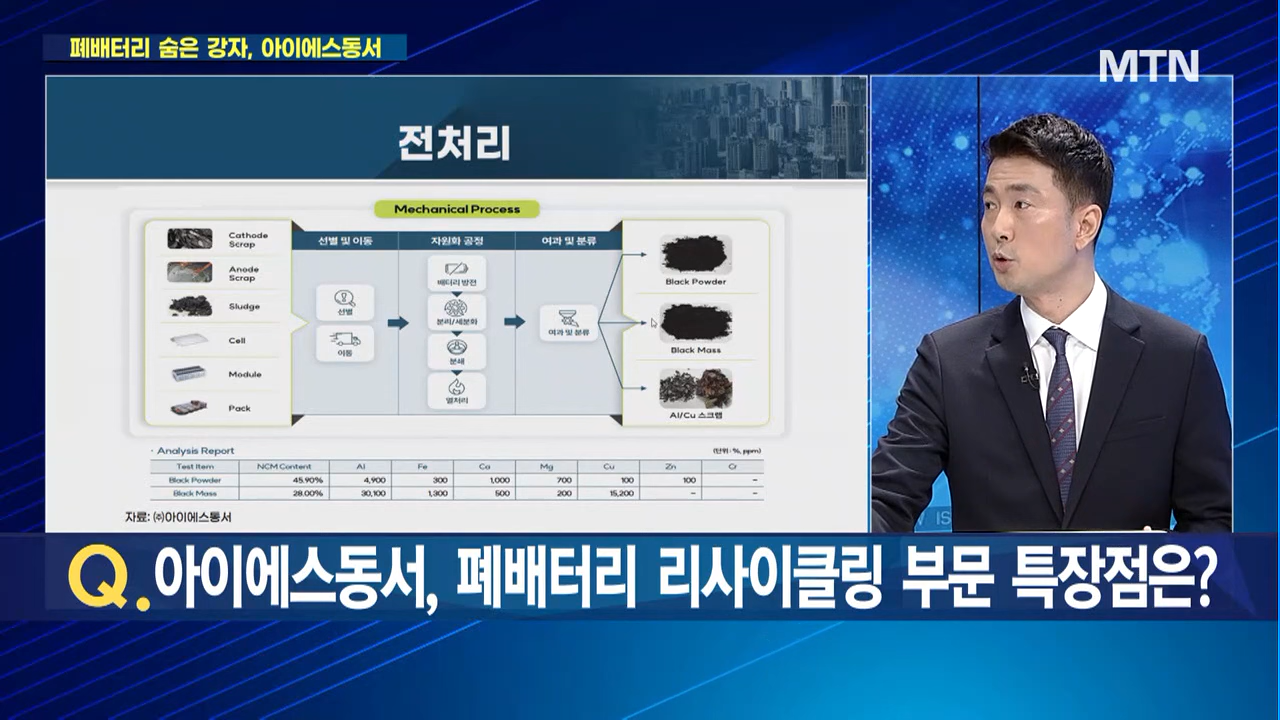 폐배터리 숨은 강자, 아이에스동서
MTN
전처리
Mechanical Process
Cathode Scrap
Anode Scrap
Sludge
Cell
Module
Pack
선별 및 이동
선별
이동
자원화 공정
배터리 방전
분리/세분화
분쇄
열처리
여과 및 분류
여과 및 분류
Black Powder
Black Mass
Al/Cu 스크랩
· Analysis Report
(단위: %, ppm)
Test Item NCM Content Al Fe Ca Mg Cu Zn Cr
Black Powder 45.90% 4,900 300 1,000 700 100 100 –
Black Mass 28.00% 30,100 1,300 500 200 15,200 – –
자료: ㈜아이에스동서
IS
Q.아이에스동서, 폐배터리 리사이클링 부문 특장점은?